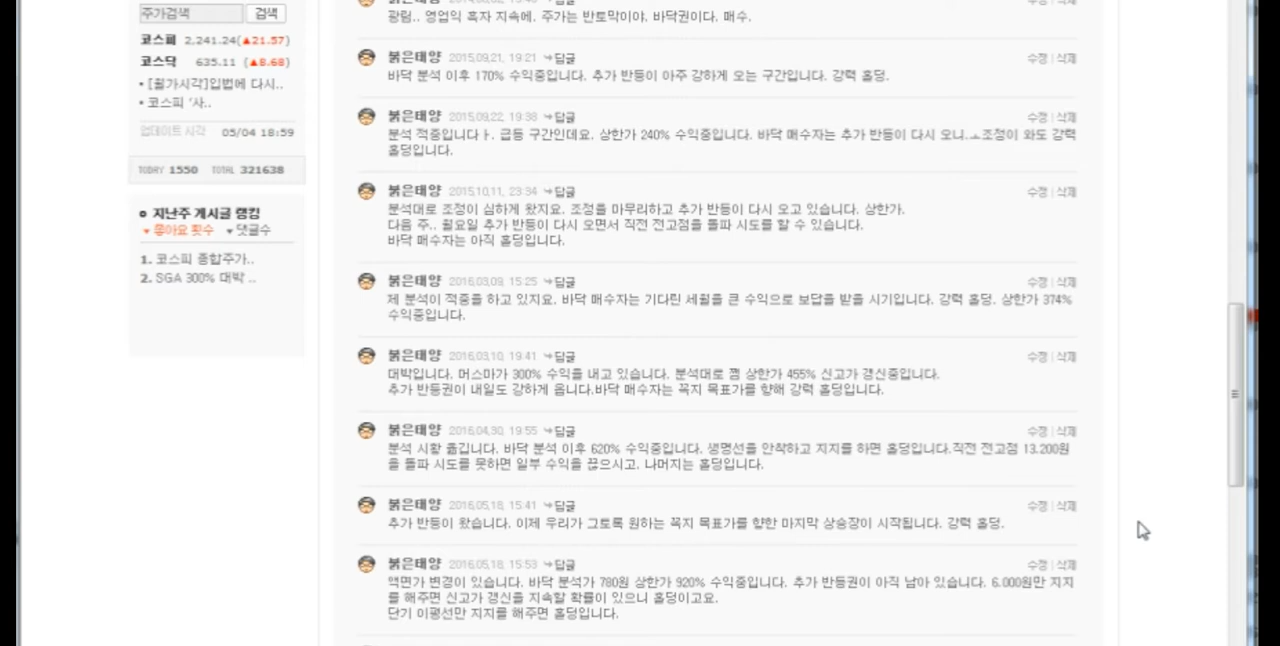 주가검색 검색
코스피 2,241.24(▲21.57)
코스닥 635.11 (▲8.68)
• [월가시각]입법에 다시..
• 코스피 '사..
업데이트 시각 05/04 18:59
TODAY 1550 TOTAL 321638
지난주 게시글 랭킹
▼ 좋아요 횟수 ▼ 댓글수
1. 코스피 종합주가..
2. SGA 300% 대박 ..
광림.. 영업익 흑자 지속에. 주가는 반토막이야. 바닥권이다. 매수.
붉은태양 2015.09.21. 19:21 답글 수정 | 삭제
바닥 분석 이후 170% 수익중입니다. 추가 반등이 아주 강하게 오는 구간입니다. 강력 홀딩.
붉은태양 2015.09.22. 19:38 답글 수정 | 삭제
분석 적중입니다ㅏ. 급등 구간인데요. 상한가 240% 수익중입니다. 바닥 매수자는 추가 반등이 다시 오니.ㅗ조정이 와도 강력
홀딩입니다.
붉은태양 2015.10.11. 23:34 답글 수정 | 삭제
분석대로 조정이 심하게 왔지요. 조정을 마무리하고 추가 반등이 다시 오고 있습니다. 상한가.
다음 주.. 월요일 추가 반등이 다시 오면서 직전 전고점을 돌파 시도를 할 수 있습니다.
바닥 매수자는 아직 홀딩입니다.
붉은태양 2016.03.09. 15:25 답글 수정 | 삭제
제 분석이 적중을 하고 있지요. 바닥 매수자는 기다린 세월을 큰 수익으로 보답을 받을 시기입니다. 강력 홀딩. 상한가 374%
수익중입니다.
붉은태양 2016.03.10. 19:41 답글 수정 | 삭제
대박입니다. 머스마가 300% 수익을 내고 있습니다. 분석대로 쩜 상한가 455% 신고가 갱신중입니다.
추가 반등권이 내일도 강하게 옵니다.바닥 매수자는 꼭지 목표가를 향해 강력 홀딩입니다.
붉은태양 2016.04.30. 19:55 답글 수정 | 삭제
분석 시황 옮깁니다. 바닥 분석 이후 620% 수익중입니다. 생명선을 안착하고 지지를 하면 홀딩입니다.직전 전고점 13.200원
을 돌파 시도를 못하면 일부 수익을 끊으시고. 나머지는 홀딩입니다.
붉은태양 2016.05.18. 15:41 답글 수정 | 삭제
추가 반등이 왔습니다. 이제 우리가 그토록 원하는 꼭지 목표가를 향한 마지막 상승장이 시작됩니다. 강력 홀딩.
붉은태양 2016.05.18. 15:53 답글 수정 | 삭제
액면가 변경이 있습니다. 바닥 분석가 780원 상한가 920% 수익중입니다. 추가 반등권이 아직 남아 있습니다. 6.000원만 지지
를 해주면 신고가 갱신을 지속할 확률이 있으니 홀딩이고요.
단기 이평선만 지지를 해주면 홀딩입니다.